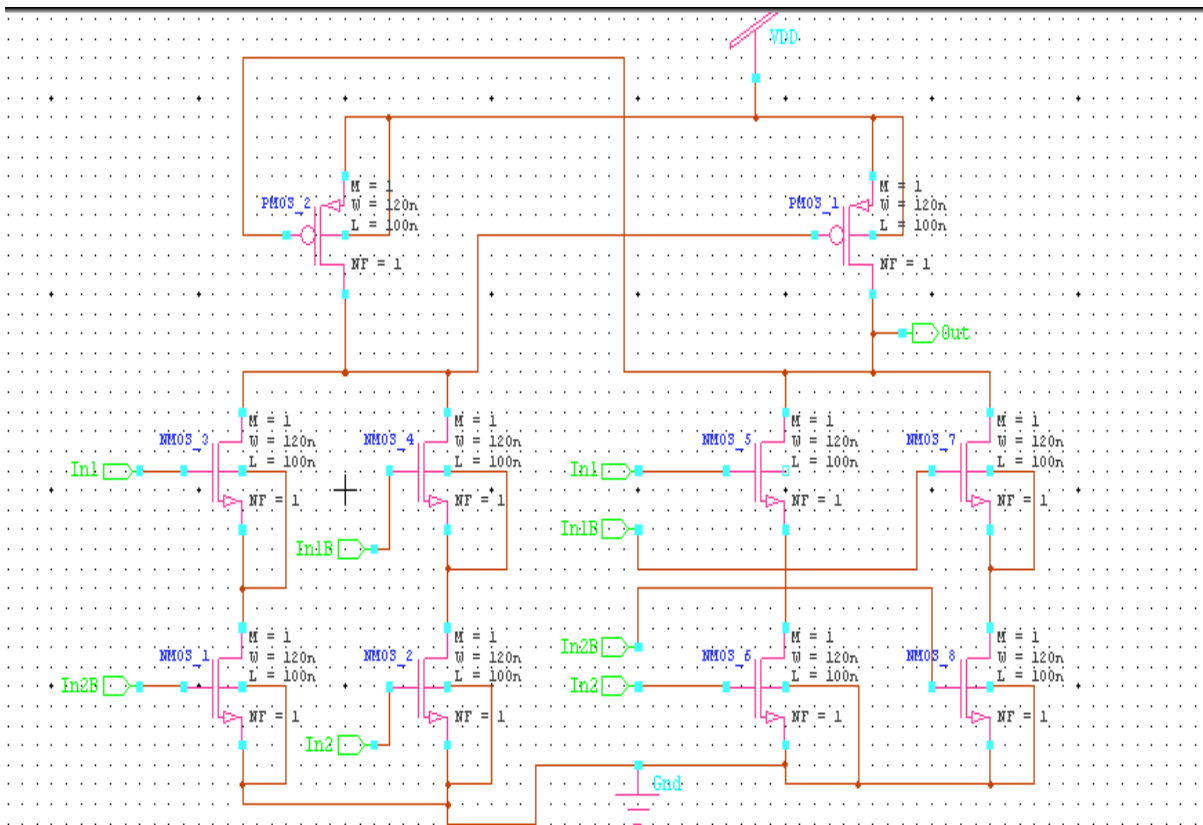 VDD
PMOS_2
M = 1
W = 120n
L = 100n
NF = 1
PMOS_1
M = 1
W = 120n
L = 100n
NF = 1
Out
NMOS_3
M = 1
W = 120n
L = 100n
NF = 1
In1
NMOS_4
M = 1
W = 120n
L = 100n
NF = 1
In1B
NMOS_5
M = 1
W = 120n
L = 100n
NF = 1
In1
NMOS_7
M = 1
W = 120n
L = 100n
NF = 1
In1B
NMOS_1
M = 1
W = 120n
L = 100n
NF = 1
In2B
NMOS_2
M = 1
W = 120n
L = 100n
NF = 1
In2
In2B
NMOS_6
M = 1
W = 120n
L = 100n
NF = 1
In2
NMOS_8
M = 1
W = 120n
L = 100n
NF = 1
Gnd